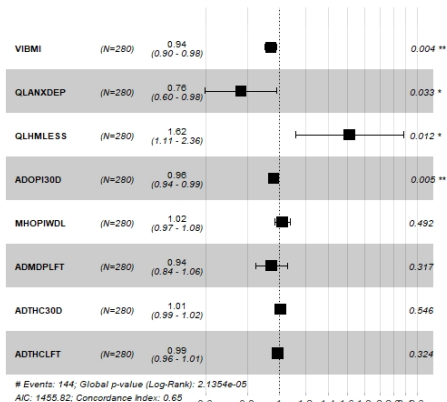 VIBMI (N=280) 0.94 (0.90 - 0.98) 0.004 **
QLANXDEP (N=280) 0.76 (0.60 - 0.98) 0.033 *
QLHMLESS (N=280) 1.62 (1.11 - 2.36) 0.012 *
ADOPI30D (N=280) 0.96 (0.94 - 0.99) 0.005 **
MHOPIWDL (N=280) 1.02 (0.97 - 1.08) 0.492
ADMDPLFT (N=280) 0.94 (0.84 - 1.06) 0.317
ADTHC30D (N=280) 1.01 (0.99 - 1.02) 0.546
ADTHCLFT (N=280) 0.99 (0.96 - 1.01) 0.324
# Events: 144; Global p-value (Log-Rank): 2.1354e-05
AIC: 1455.82; Concordance Index: 0.65